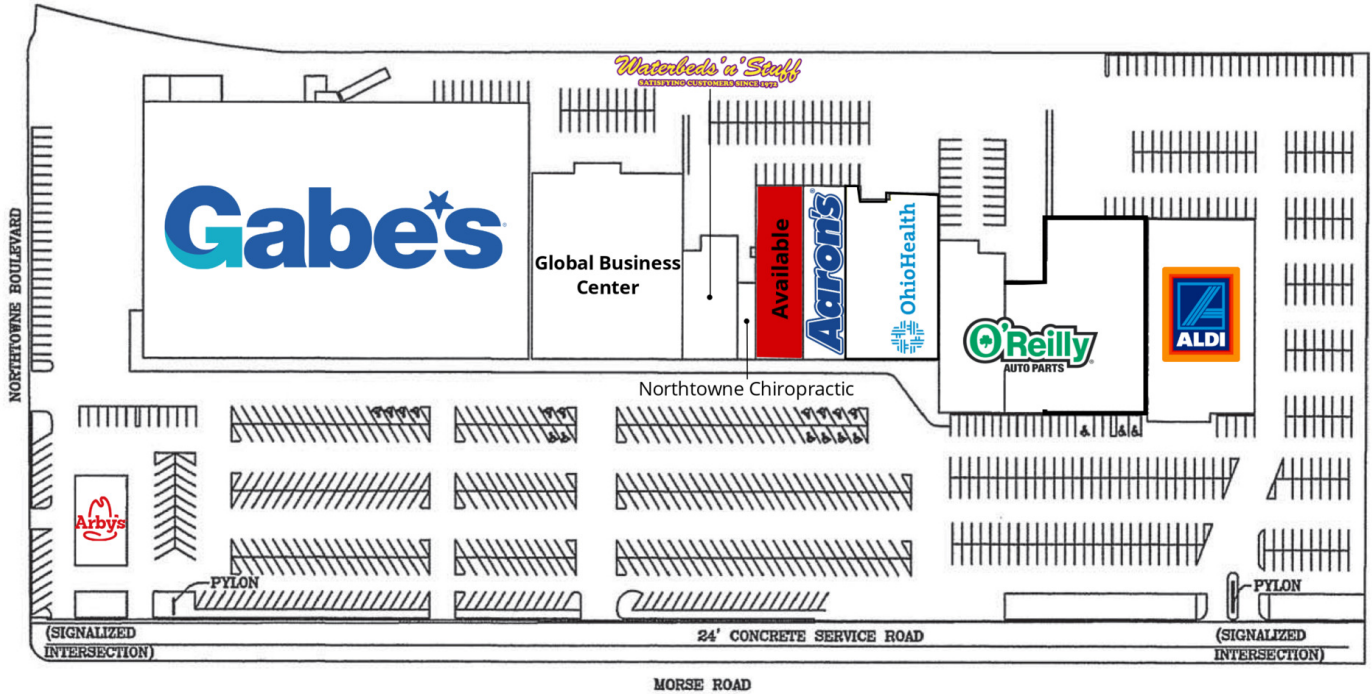 Waterbeds 'n' Stuff
SATISFYING CUSTOMERS SINCE 1971
Gabe's
Global Business
Center
Available
Aaron's
OhioHealth
O'Reilly
AUTO PARTS
ALDI
Northtowne Chiropractic
NORTHTOWNE BOULEVARD
Arby's
PYLON
PYLON
(SIGNALIZED
INTERSECTION)
24' CONCRETE SERVICE ROAD
(SIGNALIZED
INTERSECTION)
MORSE ROAD